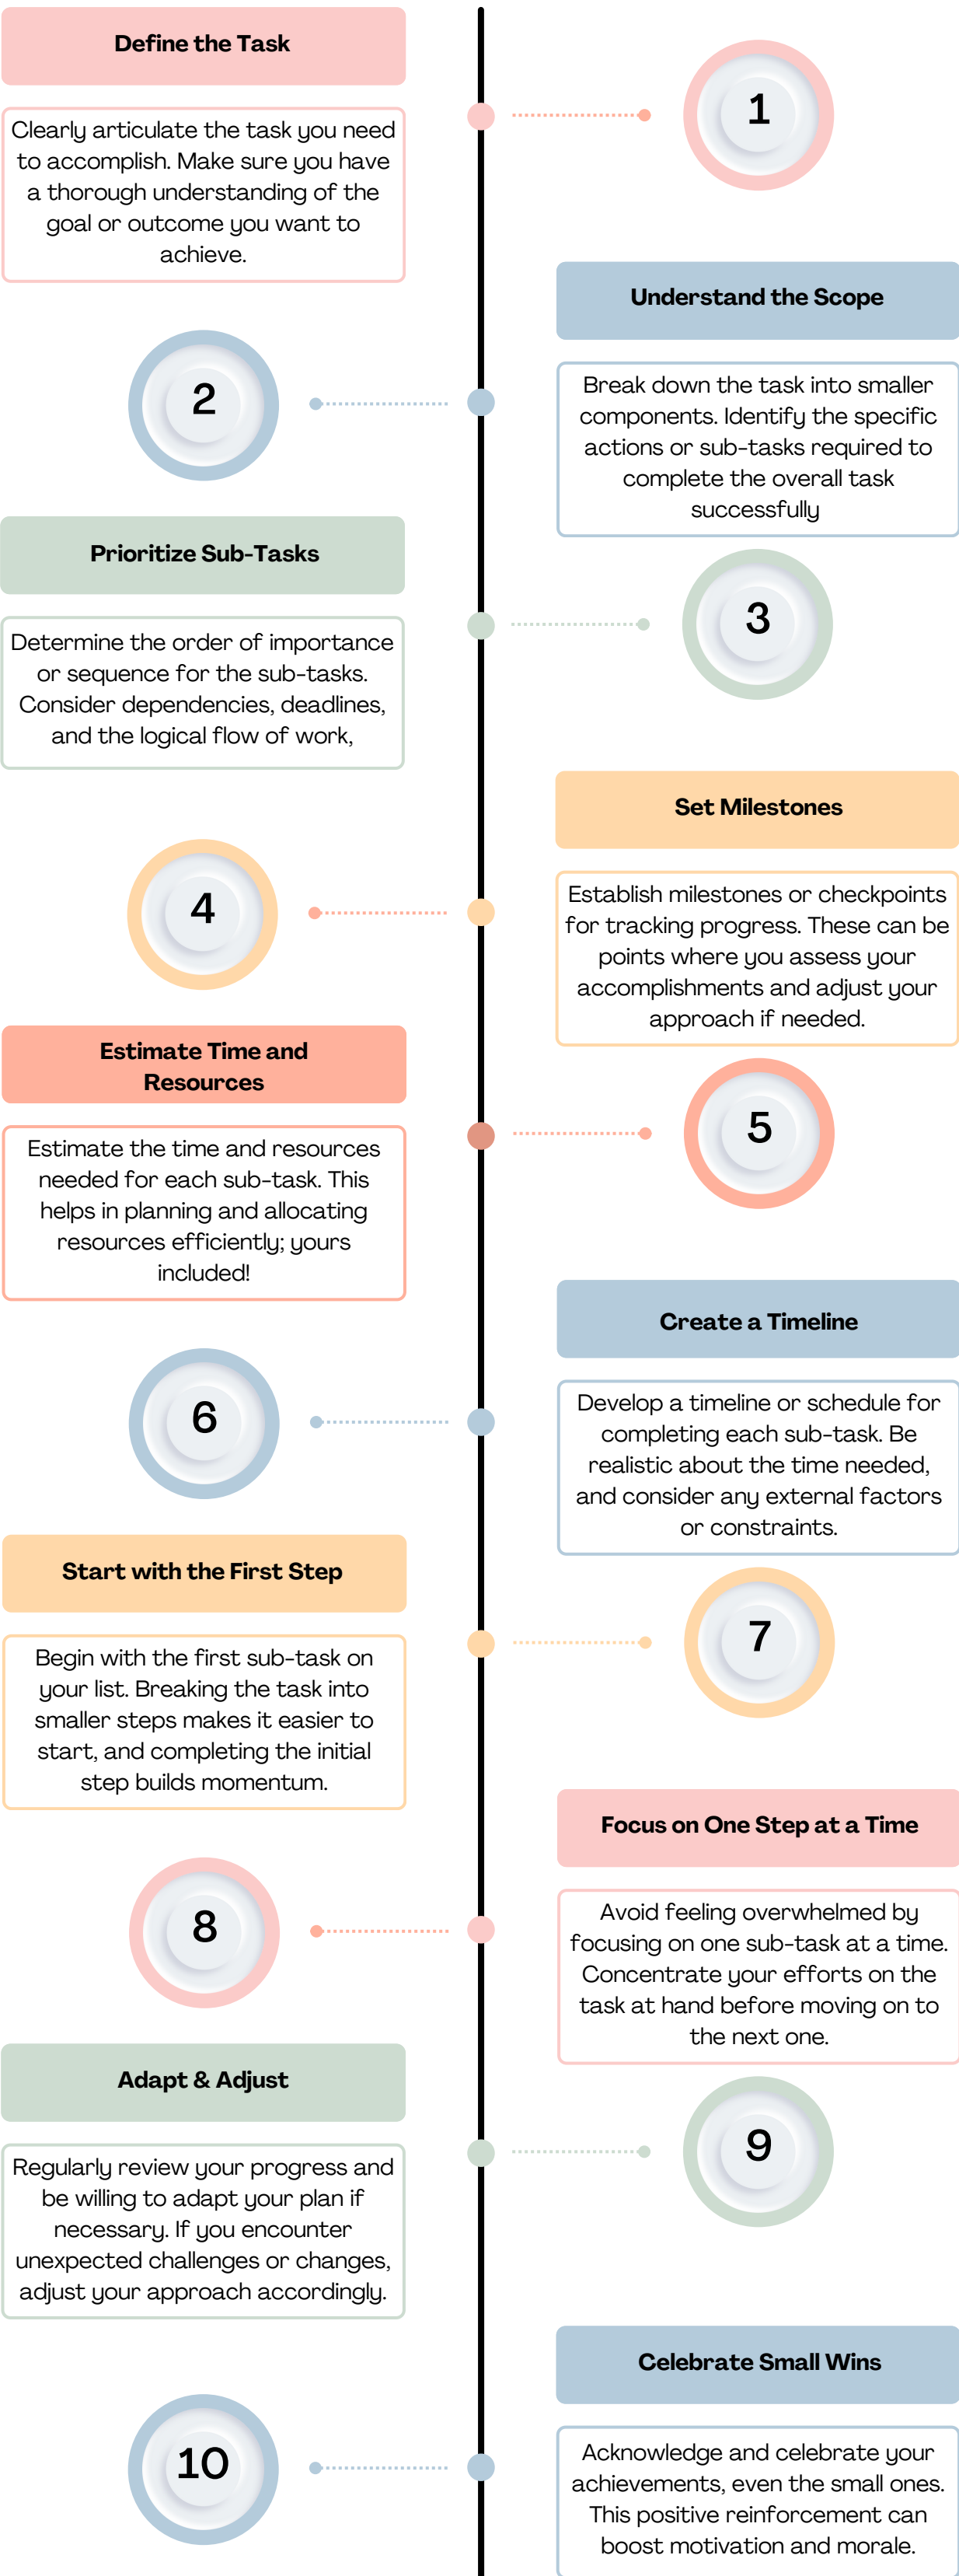 Define the Task
1
Clearly articulate the task you need
to accomplish. Make sure you have
a thorough understanding of the
goal or outcome you want to
achieve.
Understand the Scope
2
Break down the task into smaller
components. Identify the specific
actions or sub-tasks required to
complete the overall task
successfully
Prioritize Sub-Tasks
3
Determine the order of importance
or sequence for the sub-tasks.
Consider dependencies, deadlines,
and the logical flow of work,
Set Milestones
4
Establish milestones or checkpoints
for tracking progress. These can be
points where you assess your
accomplishments and adjust your
approach if needed.
Estimate Time and
Resources
5
Estimate the time and resources
needed for each sub-task. This
helps in planning and allocating
resources efficiently; yours
included!
Create a Timeline
6
Develop a timeline or schedule for
completing each sub-task. Be
realistic about the time needed,
and consider any external factors
or constraints.
Start with the First Step
7
Begin with the first sub-task on
your list. Breaking the task into
smaller steps makes it easier to
start, and completing the initial
step builds momentum.
Focus on One Step at a Time
8
Avoid feeling overwhelmed by
focusing on one sub-task at a time.
Concentrate your efforts on the
task at hand before moving on to
the next one.
Adapt & Adjust
9
Regularly review your progress and
be willing to adapt your plan if
necessary. If you encounter
unexpected challenges or changes,
adjust your approach accordingly.
Celebrate Small Wins
10
Acknowledge and celebrate your
achievements, even the small ones.
This positive reinforcement can
boost motivation and morale.